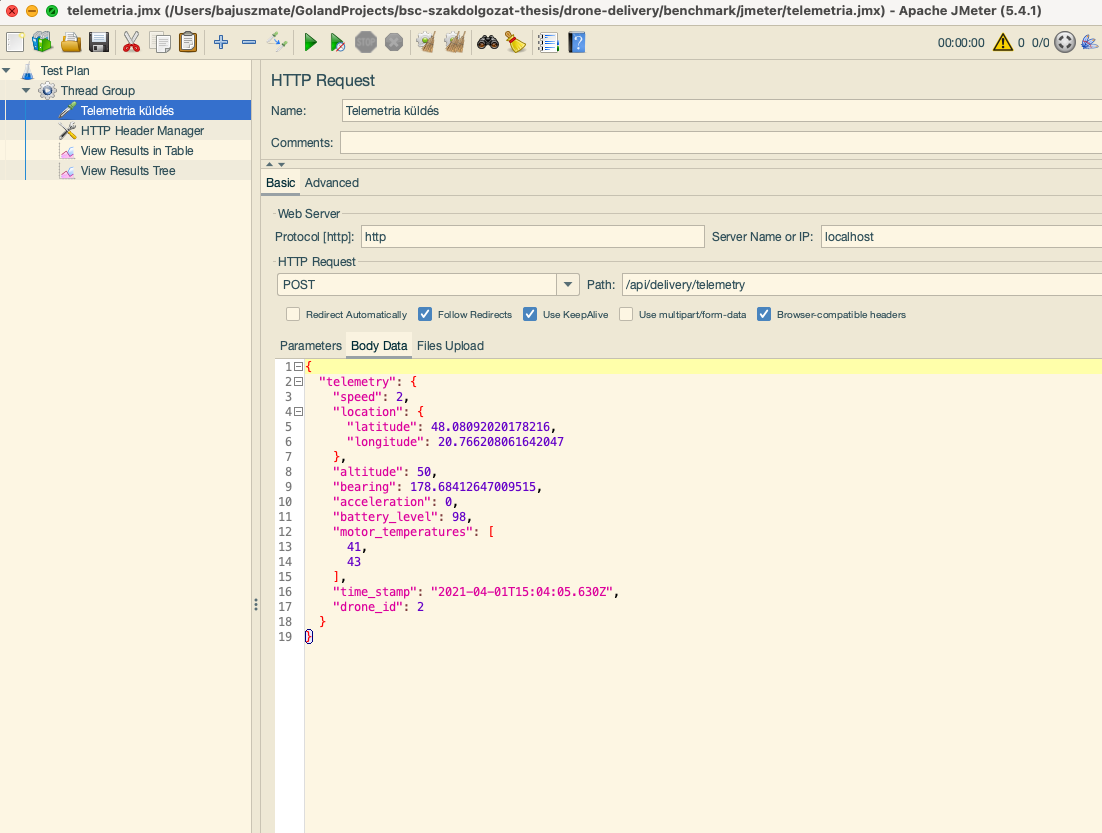 telemetria.jmx (/Users/bajuszmate/GolandProjects/bsc-szakdolgozat-thesis/drone-delivery/benchmark/jmeter/telemetria.jmx) - Apache JMeter (5.4.1)
STOP
00:00:00 0 0/0
Test Plan
Thread Group
Telemetria küldés
HTTP Header Manager
View Results in Table
View Results Tree
HTTP Request
Name: Telemetria küldés
Comments:
Basic Advanced
Web Server
Protocol [http]: http Server Name or IP: localhost
HTTP Request
POST Path: /api/delivery/telemetry
Redirect Automatically Follow Redirects Use KeepAlive Use multipart/form-data Browser-compatible headers
Parameters Body Data Files Upload
1 {
2 "telemetry": {
3 "speed": 2,
4 "location": {
5 "latitude": 48.08092020178216,
6 "longitude": 20.766208061642047
7 },
8 "altitude": 50,
9 "bearing": 178.68412647009515,
10 "acceleration": 0,
11 "battery_level": 98,
12 "motor_temperatures": [
13 41,
14 43
15 ],
16 "time_stamp": "2021-04-01T15:04:05.630Z",
17 "drone_id": 2
18 }
19 }